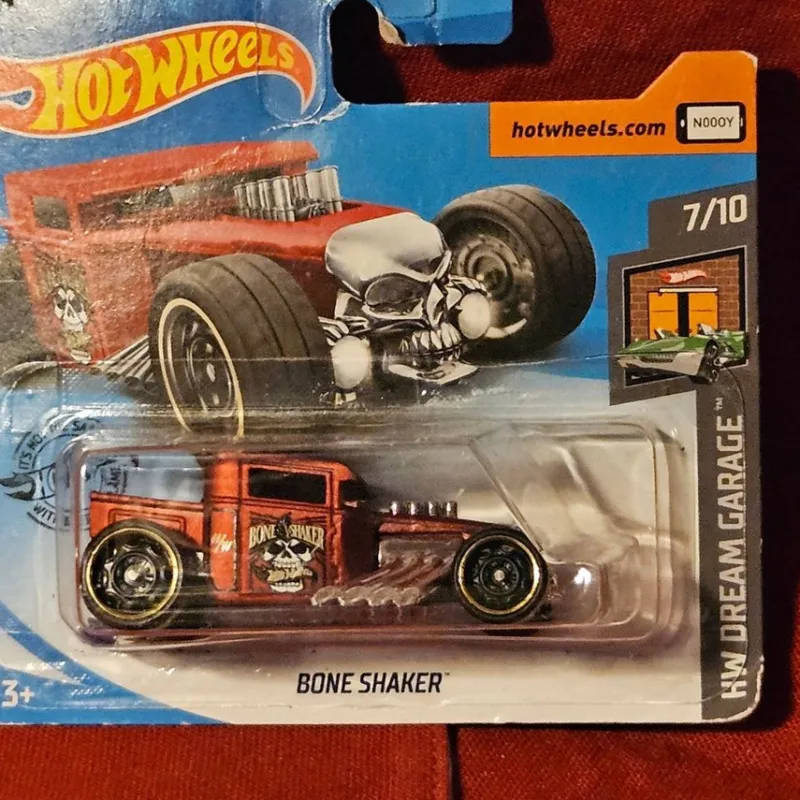 HOT WHEELS
hotwheels.com
N000Y
7/10
HW DREAM GARAGE™
BONE SHAKER
BONE SHAKER™
3+